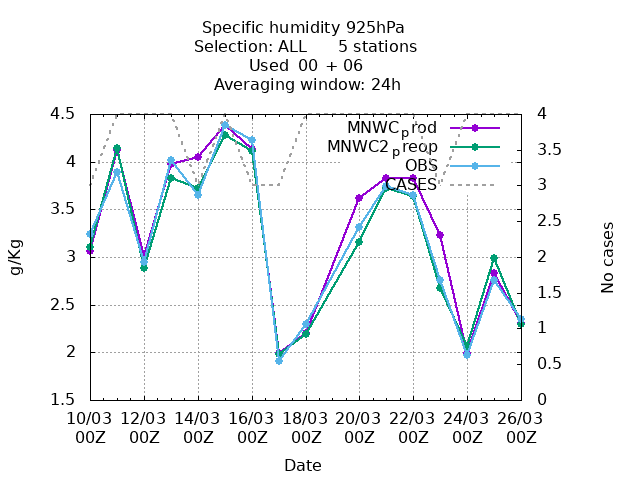 Specific humidity 925hPa
Selection: ALL 5 stations
Used 00 + 06
Averaging window: 24h
4.5 4
MNWCprod
MNWC2preop
OBS
CASES
4 3.5
3.5 3
3 2.5
2.5 2
2 1.5
1.5 1
0.5
0
g/Kg
No cases
10/03 12/03 14/03 16/03 18/03 20/03 22/03 24/03 26/03
00Z 00Z 00Z 00Z 00Z 00Z 00Z 00Z 00Z
Date